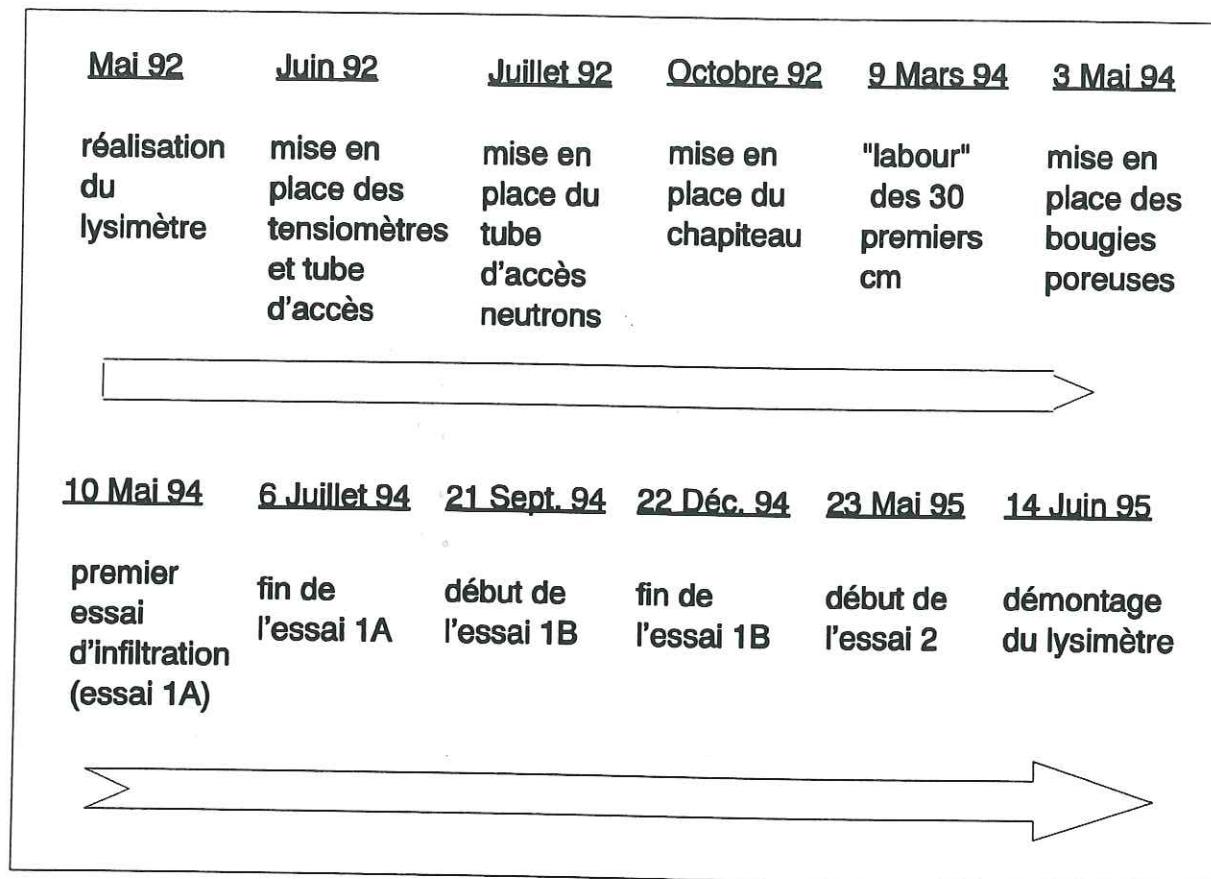 Mai 92
réalisation
du
lysimètre
Juin 92
mise en
place des
tensiomètres
et tube
d'accès
Juillet 92
mise en
place du
tube
d'accès
neutrons
Octobre 92
mise en
place du
chapiteau
9 Mars 94
"labour"
des 30
premiers
cm
3 Mai 94
mise en
place des
bougies
poreuses
10 Mai 94
premier
essai
d'infiltration
(essai 1A)
6 Juillet 94
fin de
l'essai 1A
21 Sept. 94
début de
l'essai 1B
22 Déc. 94
fin de
l'essai 1B
23 Mai 95
début de
l'essai 2
14 Juin 95
démontage
du lysimètre